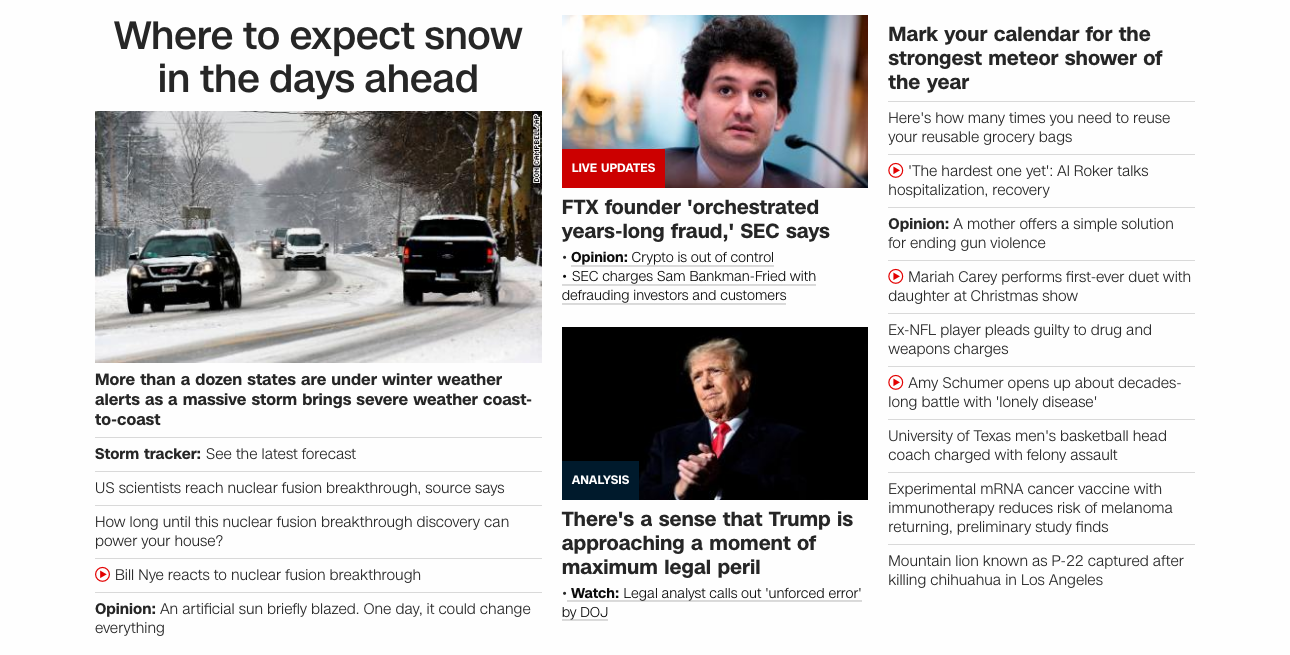 Where to expect snow
in the days ahead
DON CAMPBELL/AP
More than a dozen states are under winter weather
alerts as a massive storm brings severe weather coast-
to-coast
Storm tracker: See the latest forecast
US scientists reach nuclear fusion breakthrough, source says
How long until this nuclear fusion breakthrough discovery can
power your house?
Bill Nye reacts to nuclear fusion breakthrough
Opinion: An artificial sun briefly blazed. One day, it could change
everything
LIVE UPDATES
FTX founder 'orchestrated
years-long fraud,' SEC says
• Opinion: Crypto is out of control
• SEC charges Sam Bankman-Fried with
defrauding investors and customers
ANALYSIS
There's a sense that Trump is
approaching a moment of
maximum legal peril
• Watch: Legal analyst calls out 'unforced error'
by DOJ
Mark your calendar for the
strongest meteor shower of
the year
Here's how many times you need to reuse
your reusable grocery bags
'The hardest one yet': Al Roker talks
hospitalization, recovery
Opinion: A mother offers a simple solution
for ending gun violence
Mariah Carey performs first-ever duet with
daughter at Christmas show
Ex-NFL player pleads guilty to drug and
weapons charges
Amy Schumer opens up about decades-
long battle with 'lonely disease'
University of Texas men's basketball head
coach charged with felony assault
Experimental mRNA cancer vaccine with
immunotherapy reduces risk of melanoma
returning, preliminary study finds
Mountain lion known as P-22 captured after
killing chihuahua in Los Angeles